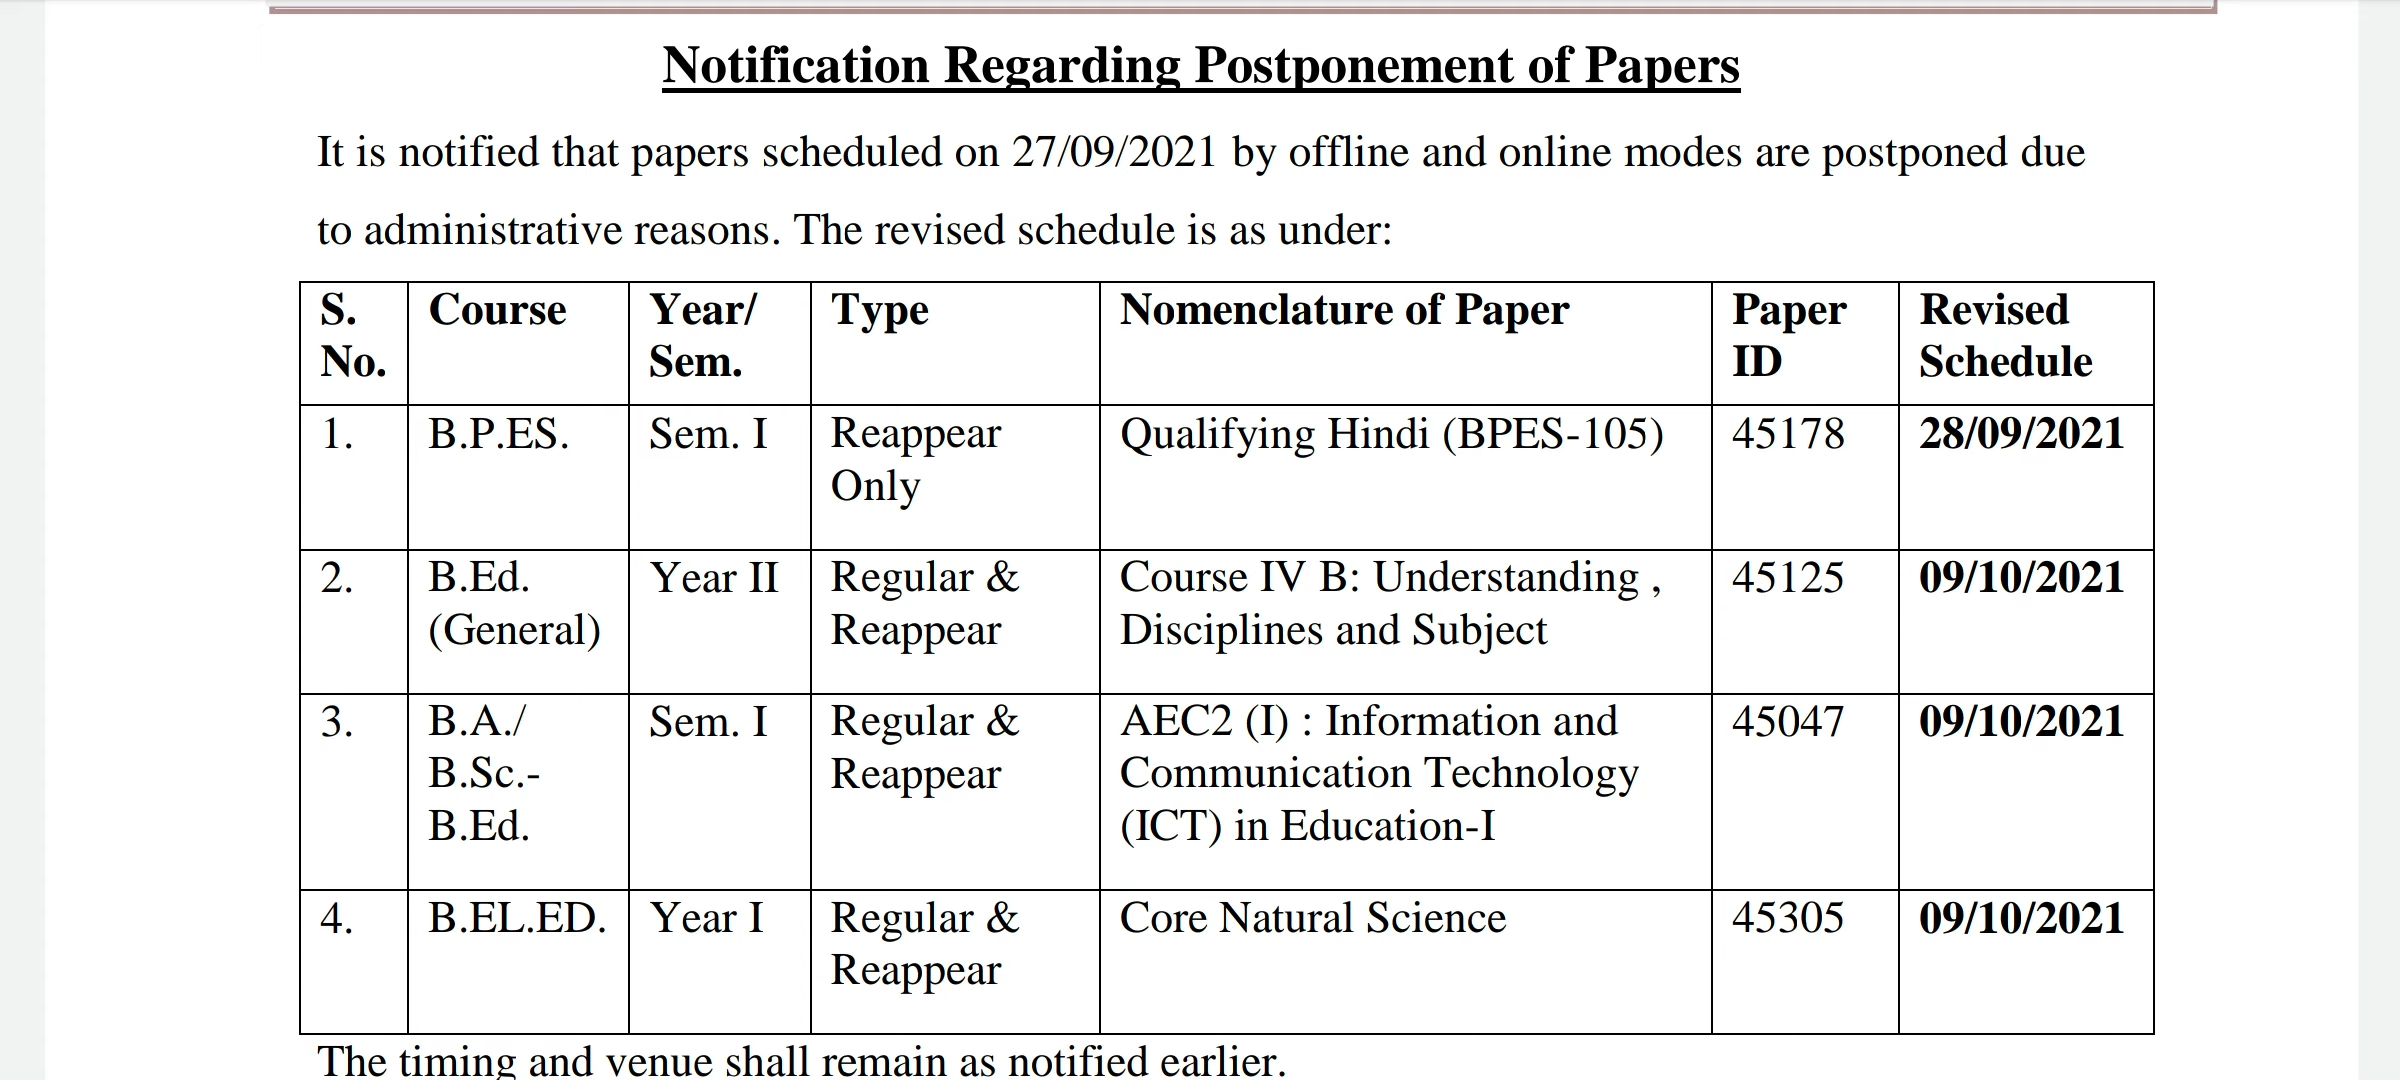 Notification Regarding Postponement of Papers
It is notified that papers scheduled on 27/09/2021 by offline and online modes are postponed due
to administrative reasons. The revised schedule is as under:
S. No. Course Year/ Sem. Type Nomenclature of Paper Paper ID Revised Schedule
1. B.P.ES. Sem. I Reappear Only Qualifying Hindi (BPES-105) 45178 28/09/2021
2. B.Ed. (General) Year II Regular & Reappear Course IV B: Understanding , Disciplines and Subject 45125 09/10/2021
3. B.A./ B.Sc.- B.Ed. Sem. I Regular & Reappear AEC2 (I) : Information and Communication Technology (ICT) in Education-I 45047 09/10/2021
4. B.EL.ED. Year I Regular & Reappear Core Natural Science 45305 09/10/2021
The timing and venue shall remain as notified earlier.